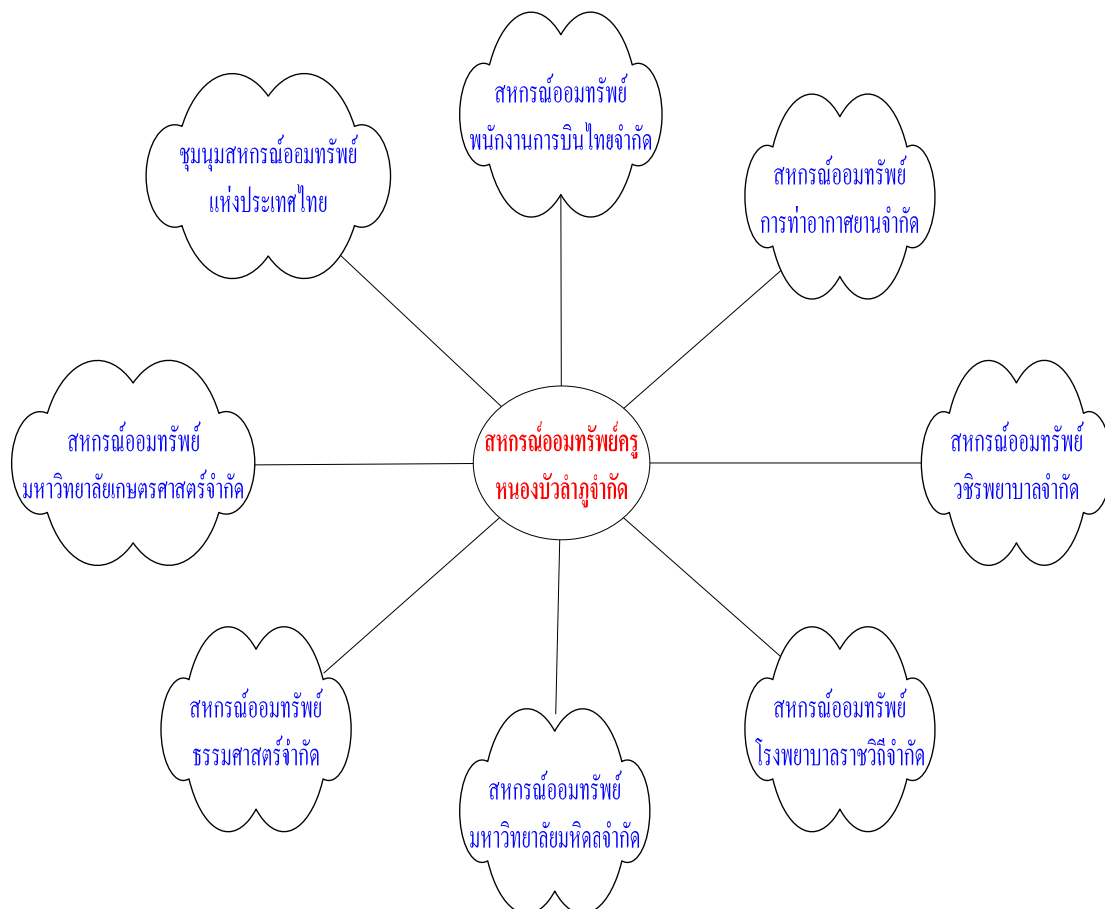 สหกรณ์ออมทรัพย์
พนักงานการบินไทยจำกัด
ชุมนุมสหกรณ์ออมทรัพย์
แห่งประเทศไทย
สหกรณ์ออมทรัพย์
การท่าอากาศยานจำกัด
สหกรณ์ออมทรัพย์
มหาวิทยาลัยเกษตรศาสตร์จำกัด
สหกรณ์ออมทรัพย์ครู
หนองบัวลำภูจำกัด
สหกรณ์ออมทรัพย์
วชิรพยาบาลจำกัด
สหกรณ์ออมทรัพย์
ธรรมศาสตร์จำกัด
สหกรณ์ออมทรัพย์
มหาวิทยาลัยมหิดลจำกัด
สหกรณ์ออมทรัพย์
โรงพยาบาลราชวิถีจำกัด